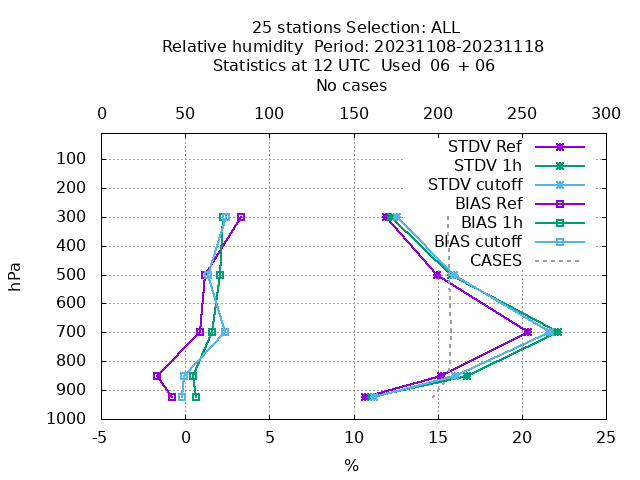 25 stations Selection: ALL
Relative humidity  Period: 20231108-20231118
Statistics at 12 UTC  Used  06 + 06
No cases
0 50 100 150 200 250 300
STDV Ref
STDV 1h
STDV cutoff
BIAS Ref
BIAS 1h
BIAS cutoff
CASES
hPa
100
200
300
400
500
600
700
800
900
1000
-5 0 5 10 15 20 25
%